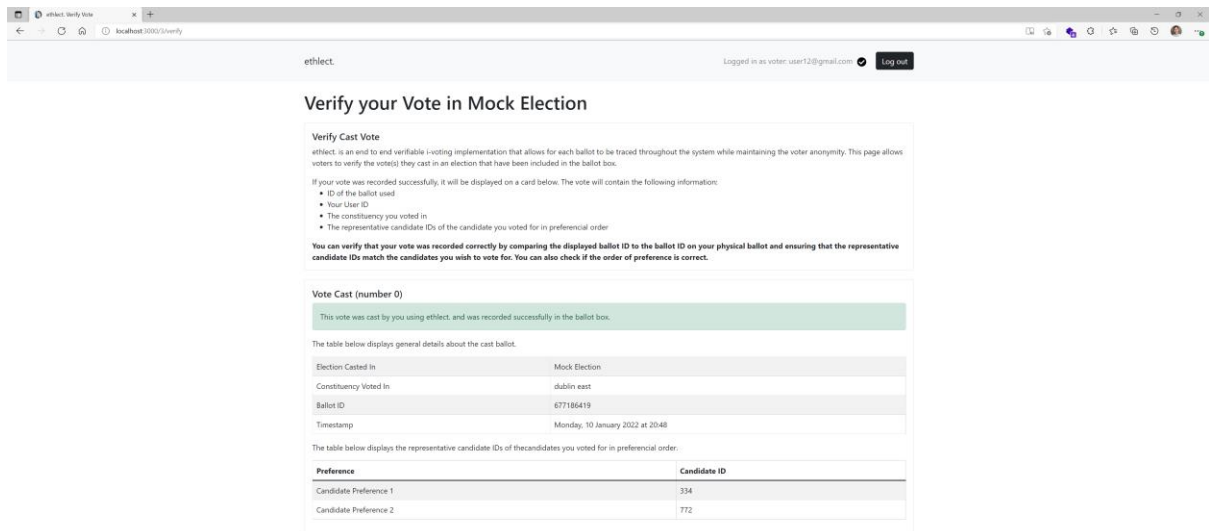 ethlect. Verify Vote
localhost:3000/3/verify
ethlect.
Logged in as voter: user12@gmail.com
Log out
Verify your Vote in Mock Election
Verify Cast Vote
ethlect. is an end to end verifiable i-voting implementation that allows for each ballot to be traced throughout the system while maintaining the voter anonymity. This page allows
voters to verify the vote(s) they cast in an election that have been included in the ballot box.
If your vote was recorded successfully, it will be displayed on a card below. The vote will contain the following information:
• ID of the ballot used
• Your User ID
• The constituency you voted in
• The representative candidate IDs of the candidate you voted for in preferencial order
You can verify that your vote was recorded correctly by comparing the displayed ballot ID to the ballot ID on your physical ballot and ensuring that the representative
candidate IDs match the candidates you wish to vote for. You can also check if the order of preference is correct.
Vote Cast (number 0)
This vote was cast by you using ethlect. and was recorded successfully in the ballot box.
The table below displays general details about the cast ballot.
Election Casted In Mock Election
Constituency Voted In dublin east
Ballot ID 677186419
Timestamp Monday, 10 January 2022 at 20:48
The table below displays the representative candidate IDs of thecandidates you voted for in preferencial order.
Preference Candidate ID
Candidate Preference 1 334
Candidate Preference 2 772